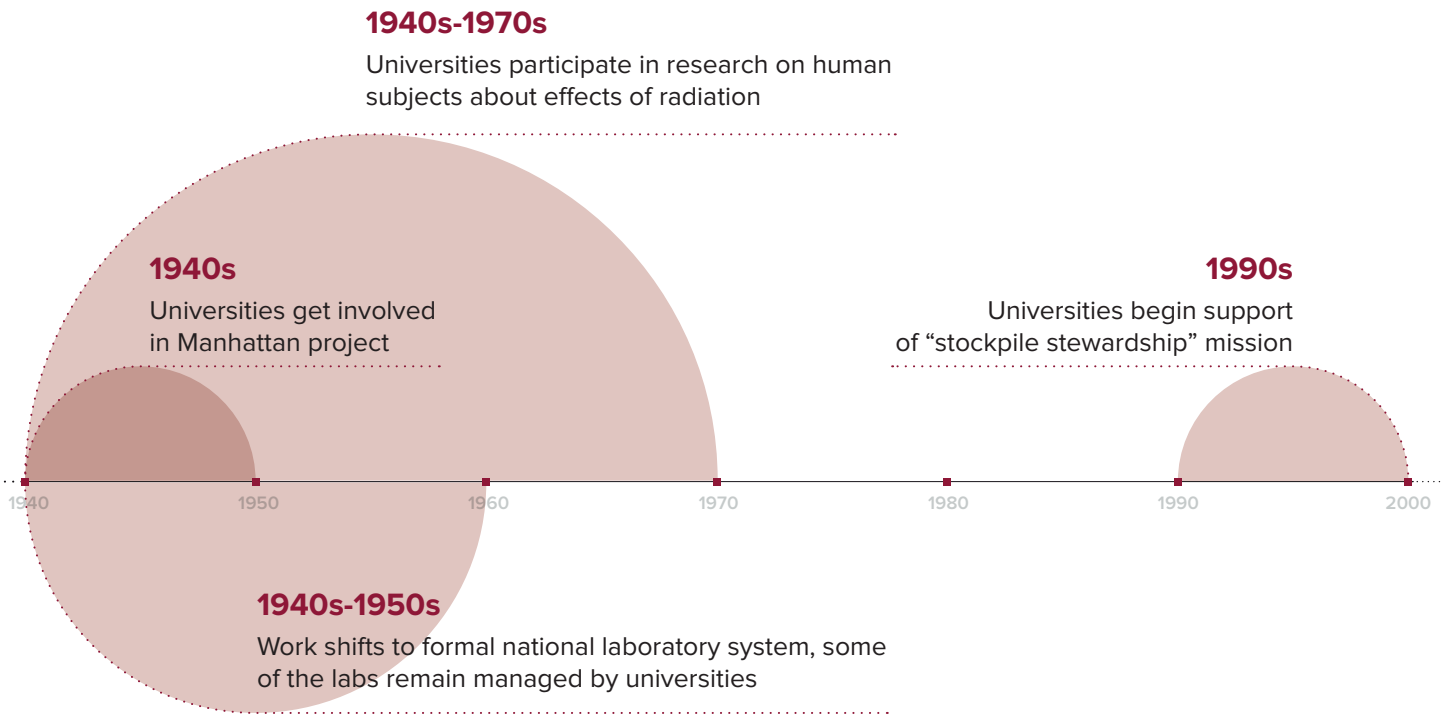 1940s-1970s
Universities participate in research on human
subjects about effects of radiation
1940s
Universities get involved
in Manhattan project
1990s
Universities begin support
of “stockpile stewardship” mission
1940 1950 1960 1970 1980 1990 2000
1940s-1950s
Work shifts to formal national laboratory system, some
of the labs remain managed by universities